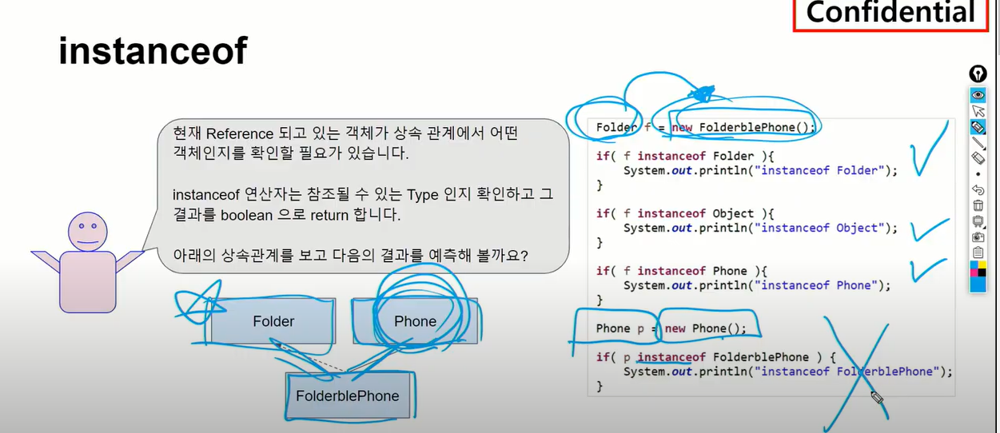 Confidential
instanceof
현재 Reference 되고 있는 객체가 상속 관계에서 어떤
객체인지를 확인할 필요가 있습니다.
instanceof 연산자는 참조될 수 있는 Type 인지 확인하고 그
결과를 boolean 으로 return 합니다.
아래의 상속관계를 보고 다음의 결과를 예측해 볼까요?
Folder
Phone
FolderblePhone
Folder f = new FolderblePhone();
if( f instanceof Folder ){
System.out.println("instanceof Folder");
}
if( f instanceof Object ){
System.out.println("instanceof Object");
}
if( f instanceof Phone ){
System.out.println("instanceof Phone");
}
Phone p = new Phone();
if( p instanceof FolderblePhone ) {
System.out.println("instanceof FolderblePhone");
}